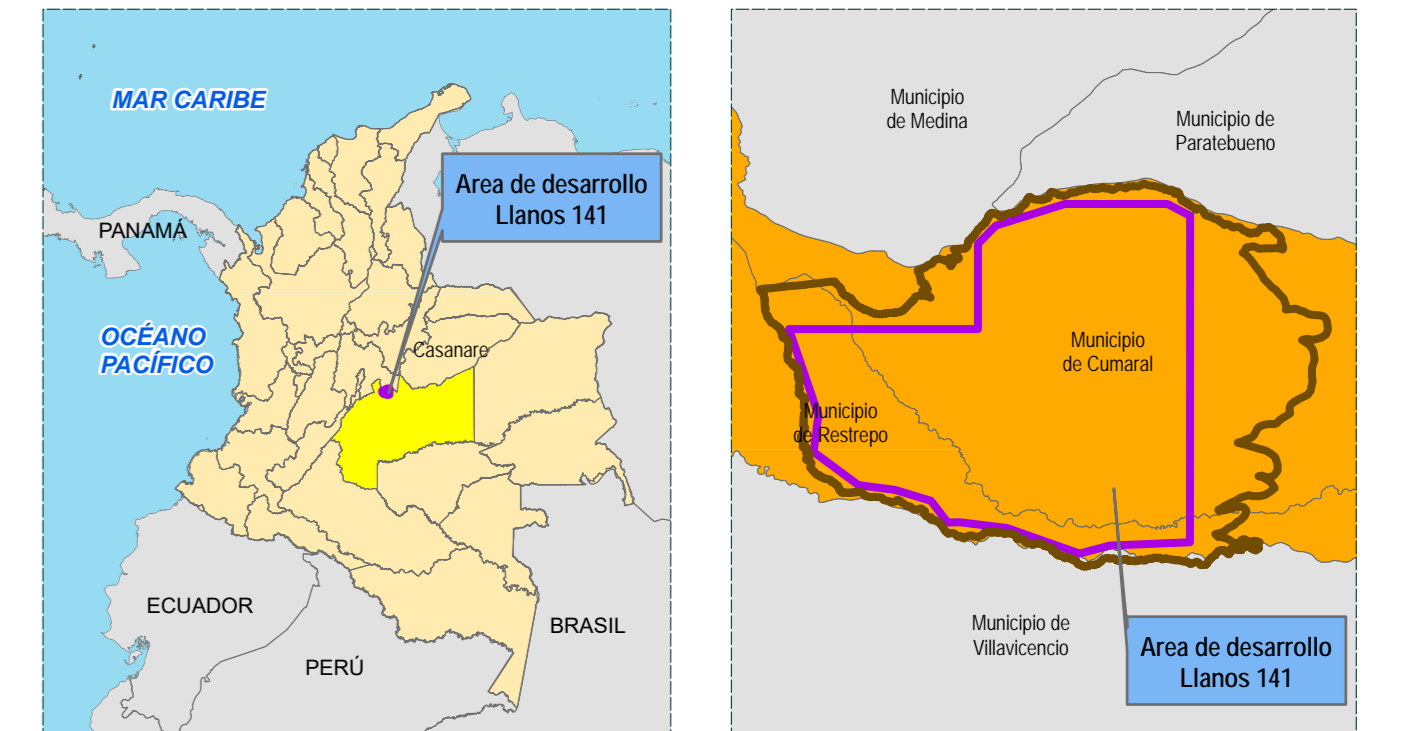 MAR CARIBE
Area de desarrollo
Llanos 141
PANAMÁ
OCÉANO
PACÍFICO
Casanare
ECUADOR
BRASIL
PERÚ
Municipio
de Medina
Municipio de
Paratebueno
Municipio
de Cumaral
Municipio
de Restrepo
Municipio de
Villavicencio
Area de desarrollo
Llanos 141